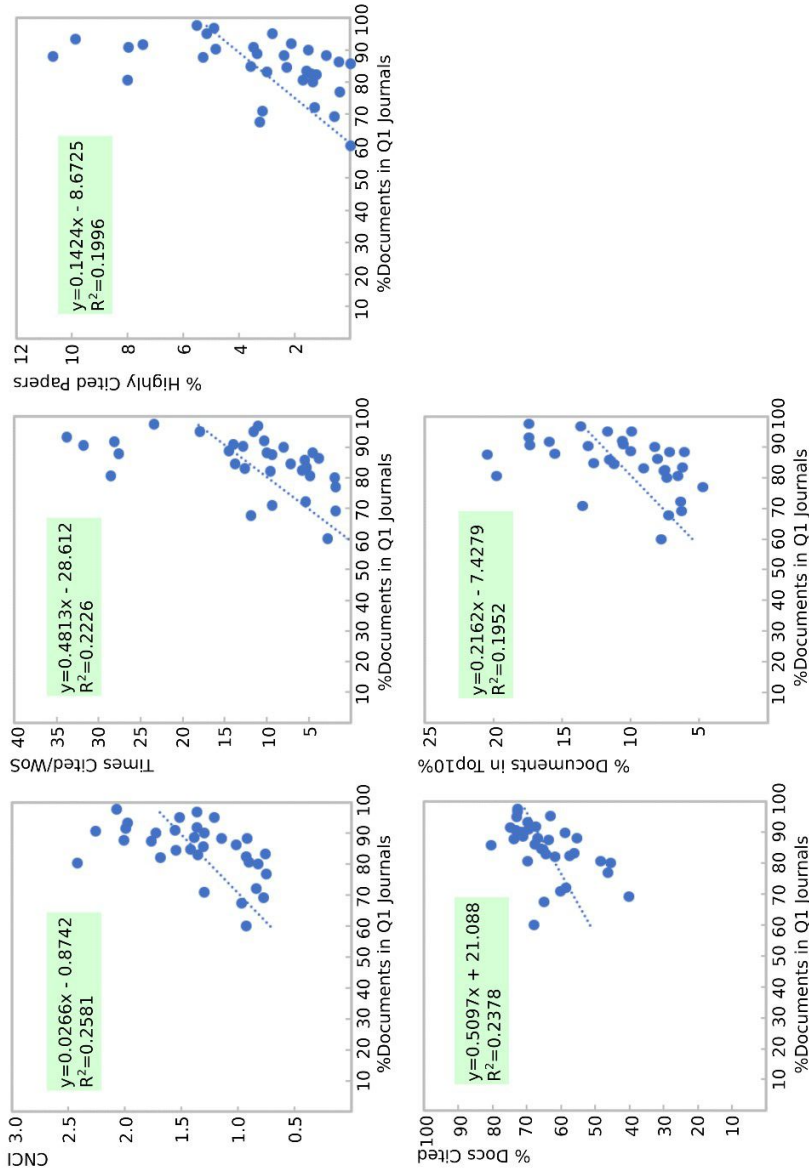 CNCI
3.0
2.5
2.0
1.5
1.0
0.5
y=0.0266x - 0.8742
R²=0.2581
10 20 30 40 50 60 70 80 90 100
%Documents in Q1 Journals
Times Cited/WoS
40
35
30
25
20
15
10
5
y=0.4813x - 28.612
R²=0.2226
10 20 30 40 50 60 70 80 90 100
%Documents in Q1 Journals
% Highly Cited Papers
12
10
8
6
4
2
y=0.1424x - 8.6725
R²=0.1996
10 20 30 40 50 60 70 80 90 100
%Documents in Q1 Journals
% Docs Cited
100
90
80
70
60
50
40
30
20
10
y=0.5097x + 21.088
R²=0.2378
10 20 30 40 50 60 70 80 90 100
%Documents in Q1 Journals
% Documents in Top10%
25
20
15
10
5
y=0.2162x - 7.4279
R²=0.1952
10 20 30 40 50 60 70 80 90 100
%Documents in Q1 Journals